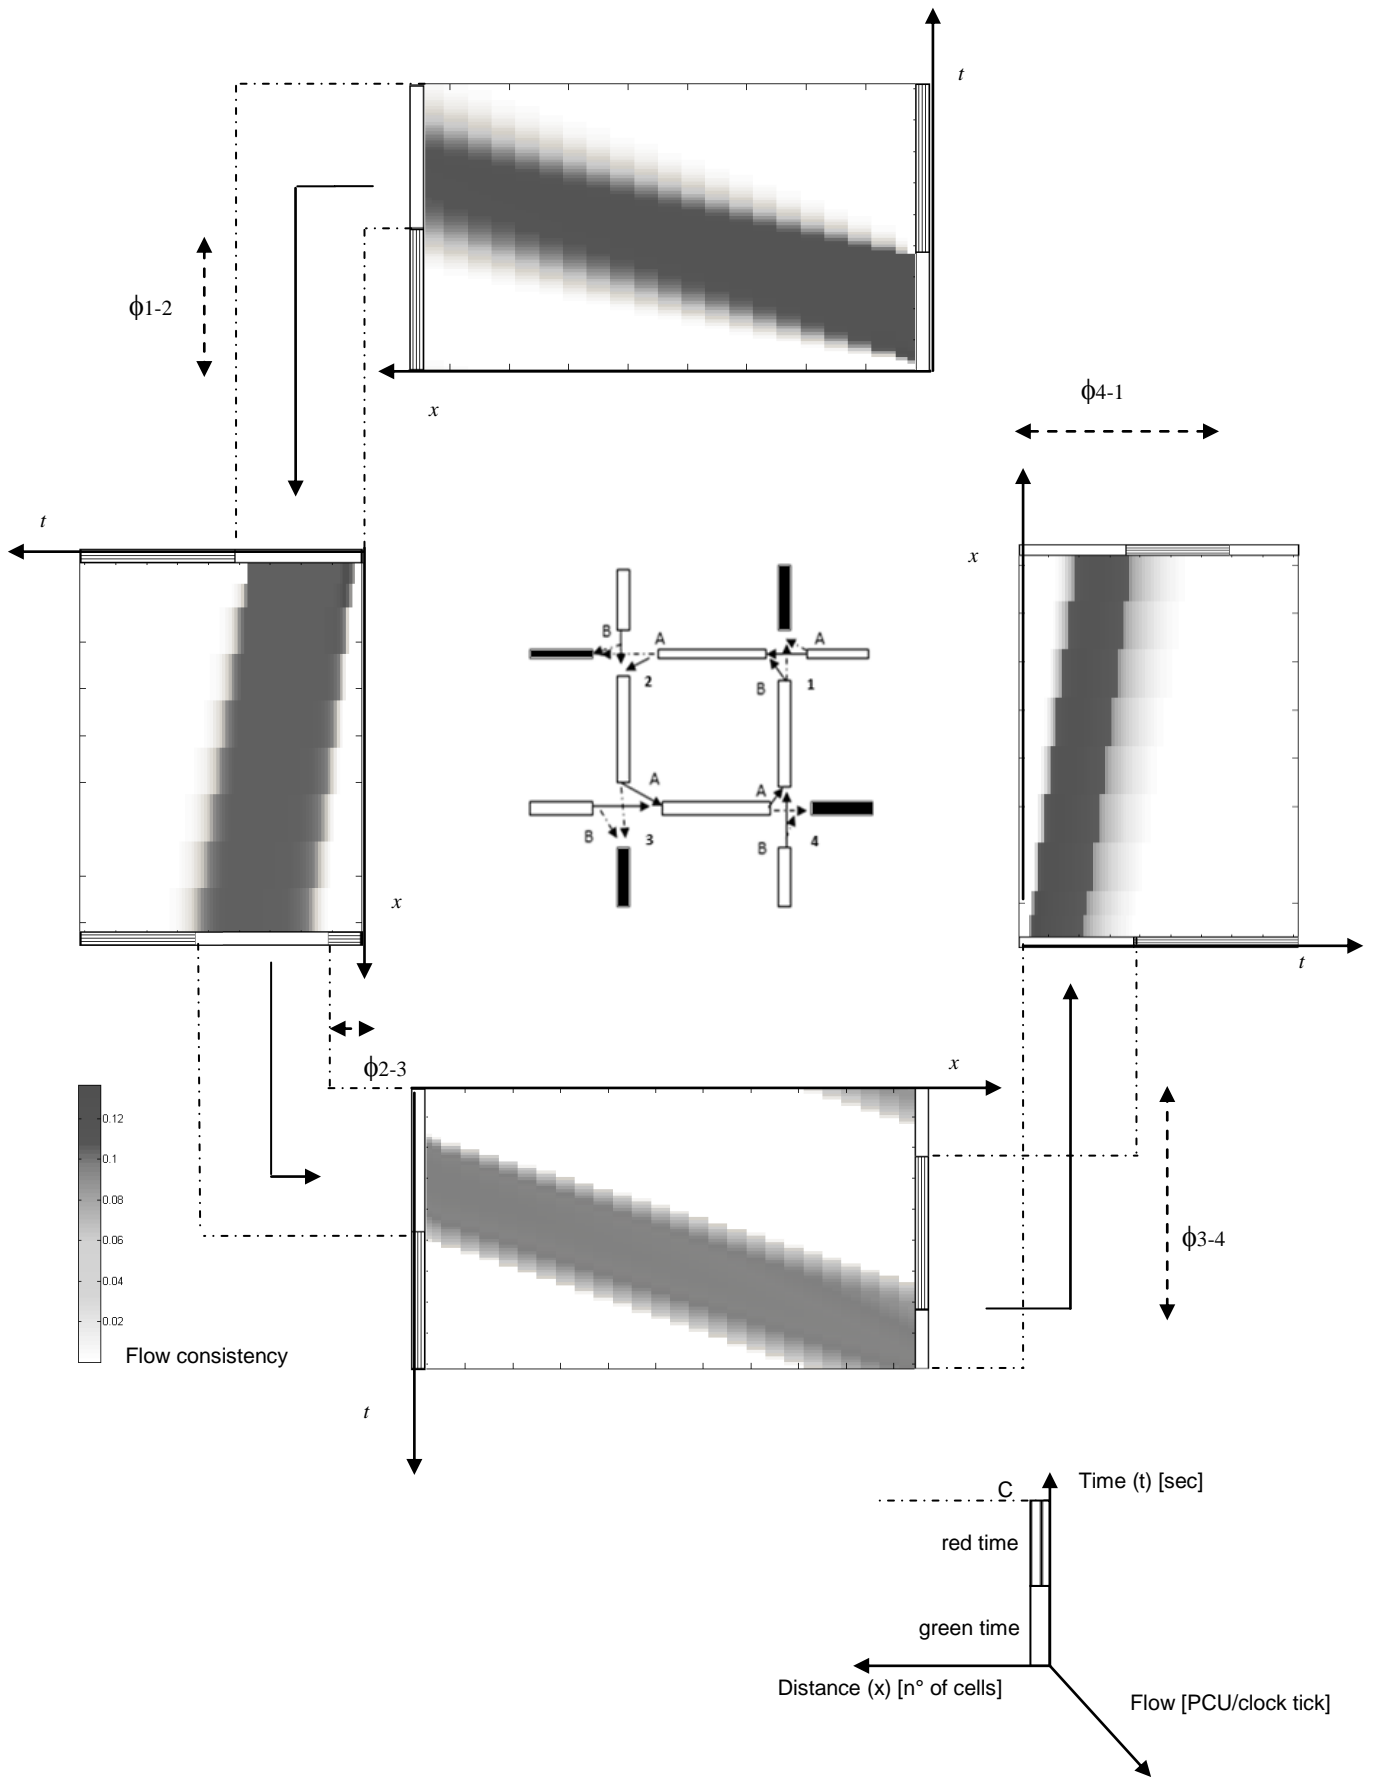 t
ϕ1-2
x
ϕ4-1
t
x
B
A
A
2
B
1
A
A
B
3
B
4
x
t
ϕ2-3
x
0.12
0.1
0.08
0.06
0.04
0.02
Flow consistency
ϕ3-4
t
C
Time (t) [sec]
red time
green time
Distance (x) [n° of cells]
Flow [PCU/clock tick]